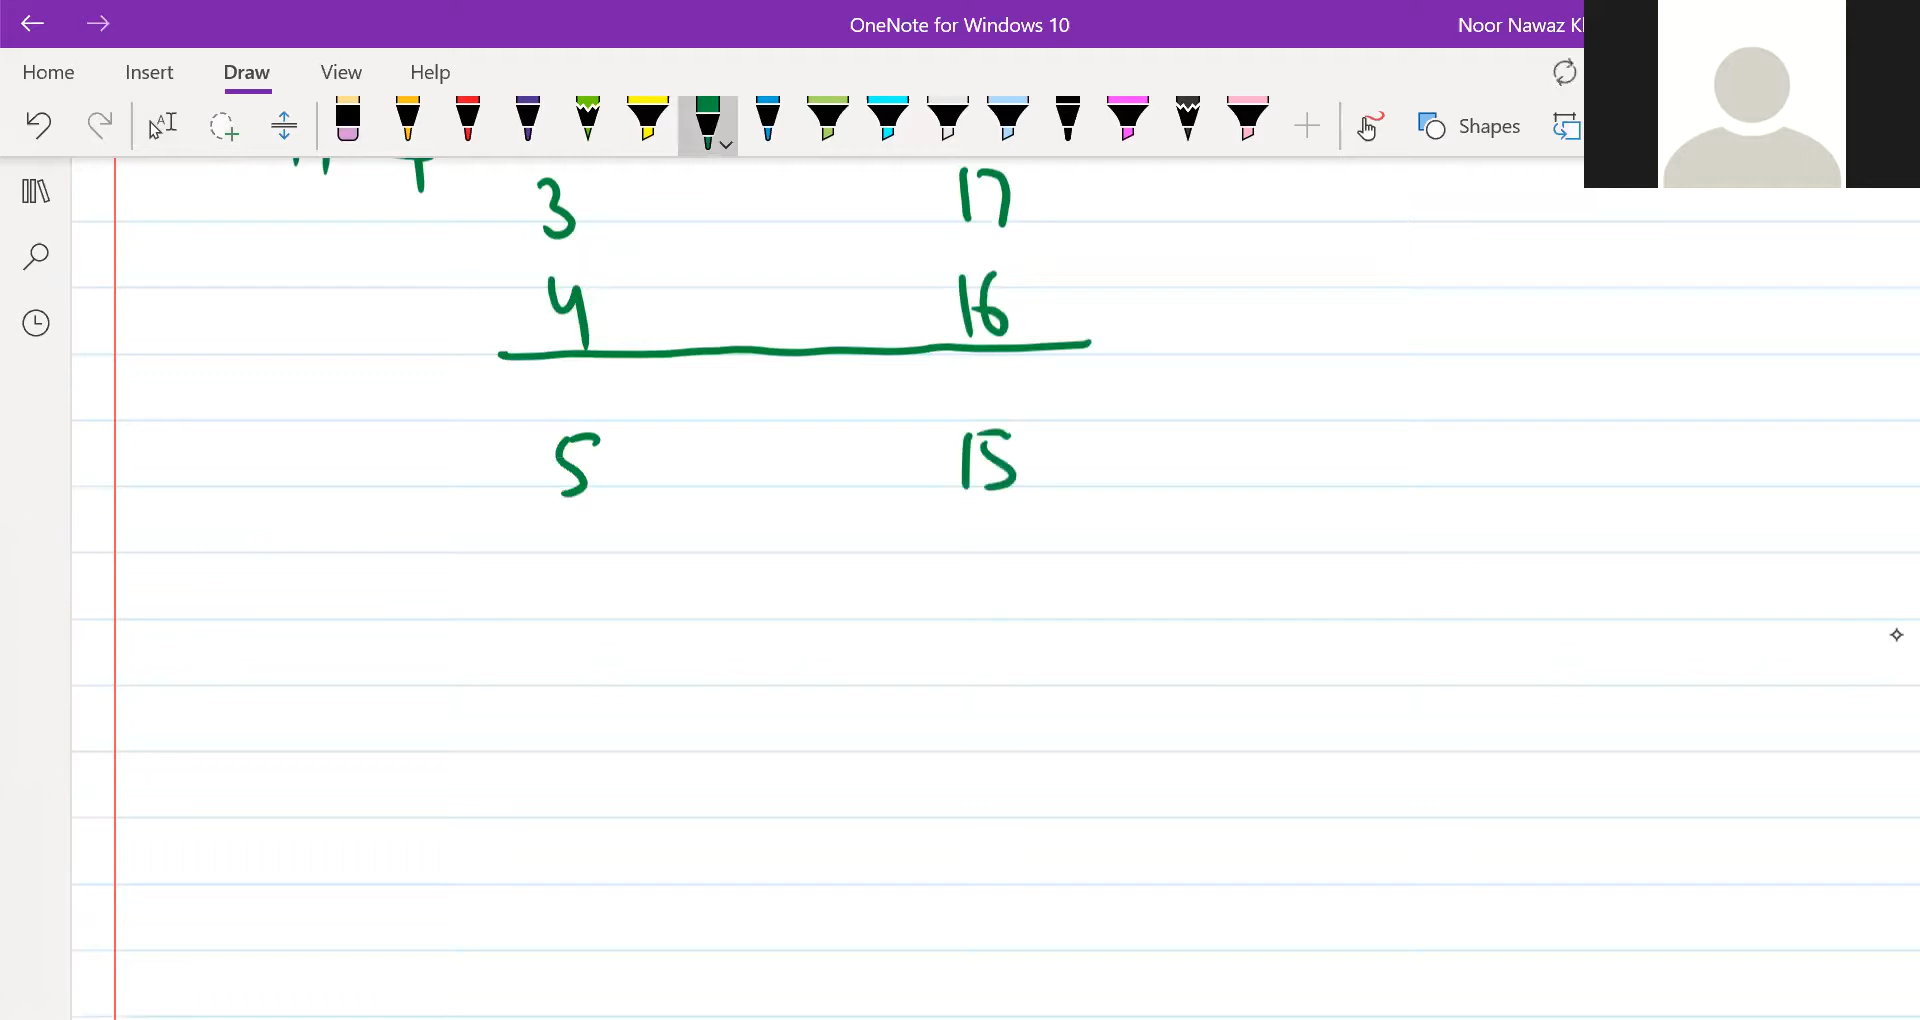 OneNote for Windows 10 Noor Nawaz
Home Insert Draw View Help
Shapes
3 17
4 16
5 15